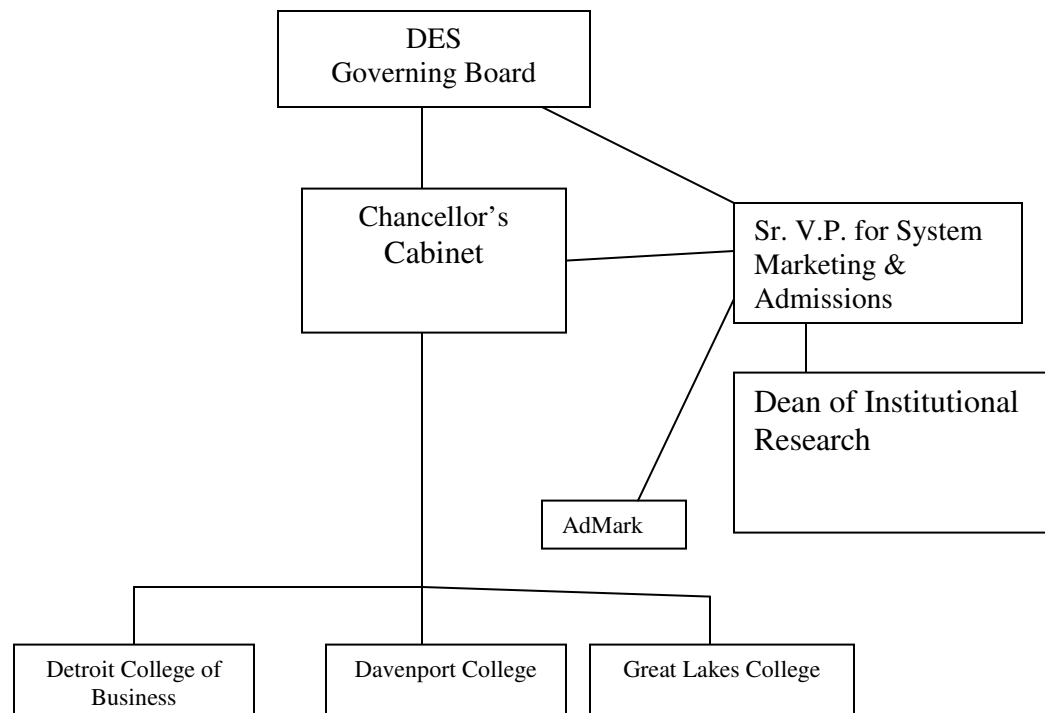 DES
Governing Board
Chancellor’s
Cabinet
Sr. V.P. for System
Marketing &
Admissions
Dean of Institutional
Research
AdMark
Detroit College of
Business
Davenport College
Great Lakes College